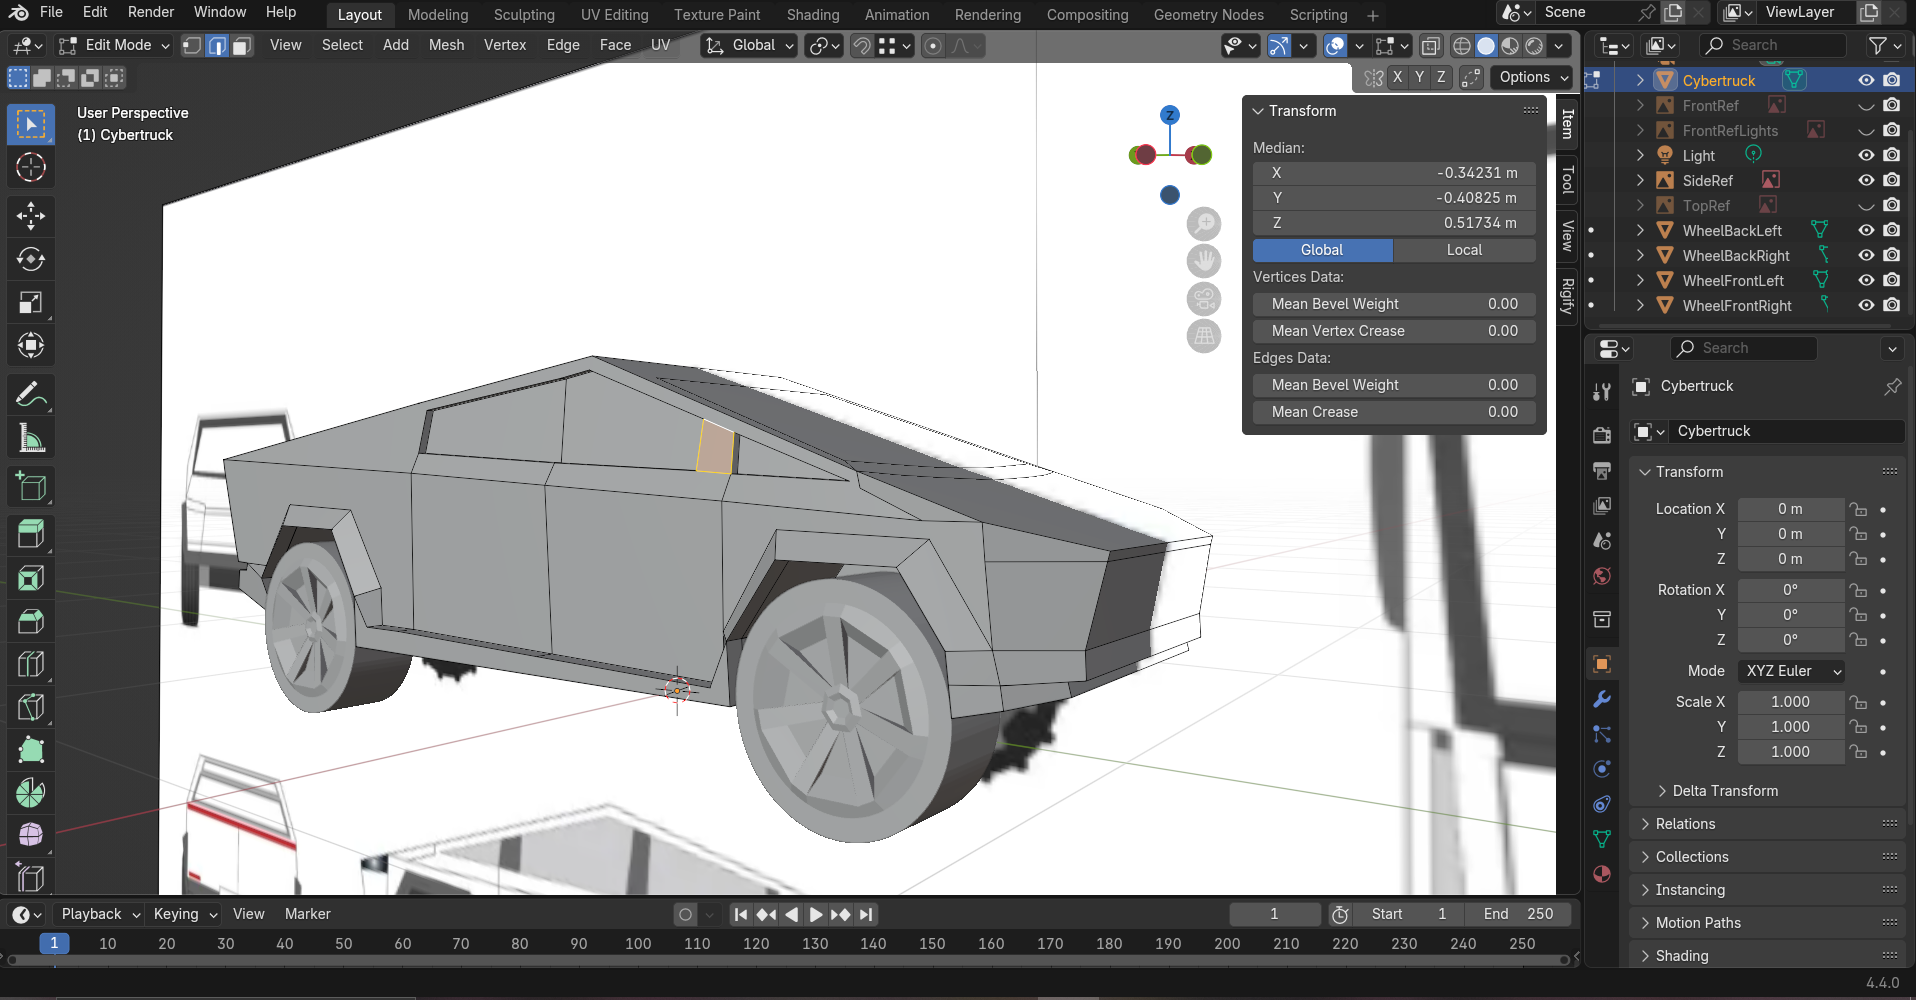 File Edit Render Window Help Layout Modeling Sculpting UV Editing Texture Paint Shading Animation Rendering Compositing Geometry Nodes Scripting + Scene ViewLayer
Edit Mode View Select Add Mesh Vertex Edge Face UV Global Search
X Y Z Options
User Perspective
(1) Cybertruck
Z
Transform
Median:
X -0.34231 m
Y -0.40825 m
Z 0.51734 m
Global Local
Vertices Data:
Mean Bevel Weight 0.00
Mean Vertex Crease 0.00
Edges Data:
Mean Bevel Weight 0.00
Mean Crease 0.00
Item
Tool
View
Rigify
Cybertruck
FrontRef
FrontRefLights
Light
SideRef
TopRef
WheelBackLeft
WheelBackRight
WheelFrontLeft
WheelFrontRight
Search
Cybertruck
Cybertruck
Transform
Location X 0 m
Y 0 m
Z 0 m
Rotation X 0°
Y 0°
Z 0°
Mode XYZ Euler
Scale X 1.000
Y 1.000
Z 1.000
Delta Transform
Relations
Collections
Instancing
Motion Paths
Shading
Playback Keying View Marker 1 Start 1 End 250
1 10 20 30 40 50 60 70 80 90 100 110 120 130 140 150 160 170 180 190 200 210 220 230 240 250
4.4.0